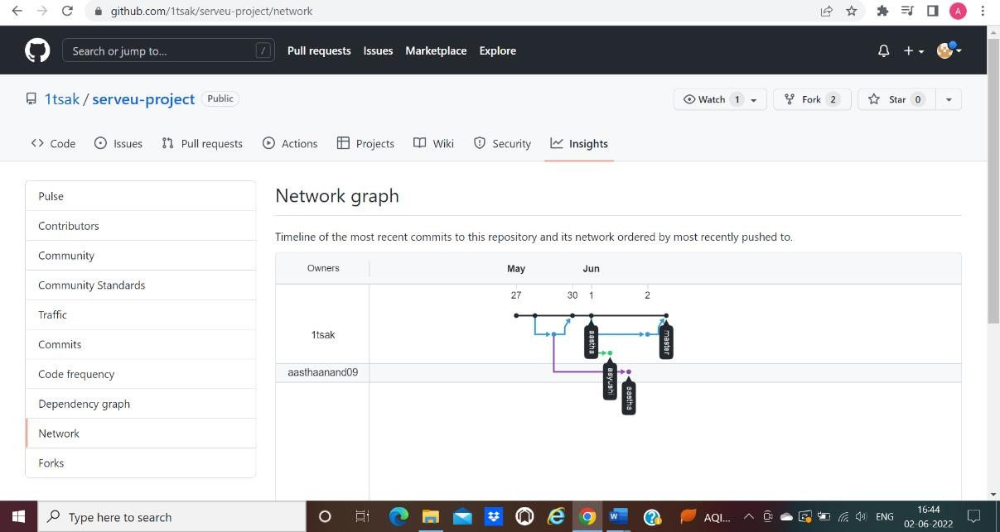 github.com/1tsak/serveu-project/network
A
Search or jump to...
/
Pull requests Issues Marketplace Explore
1tsak / serveu-project Public
Watch 1
Fork 2
Star 0
Code Issues Pull requests Actions Projects Wiki Security Insights
Pulse
Contributors
Community
Community Standards
Traffic
Commits
Code frequency
Dependency graph
Network
Forks
Network graph
Timeline of the most recent commits to this repository and its network ordered by most recently pushed to.
Owners May Jun
27 30 1 2
1tsak
aastha
master
aasthaanand09
aayushi
aastha
Type here to search
AQI...
ENG
16:44
02-06-2022